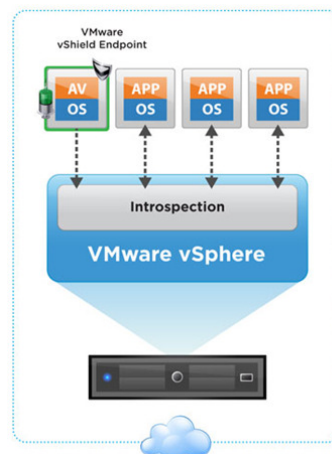 VMware
vShield Endpoint
AV
OS
APP
OS
APP
OS
APP
OS
Introspection
VMware vSphere